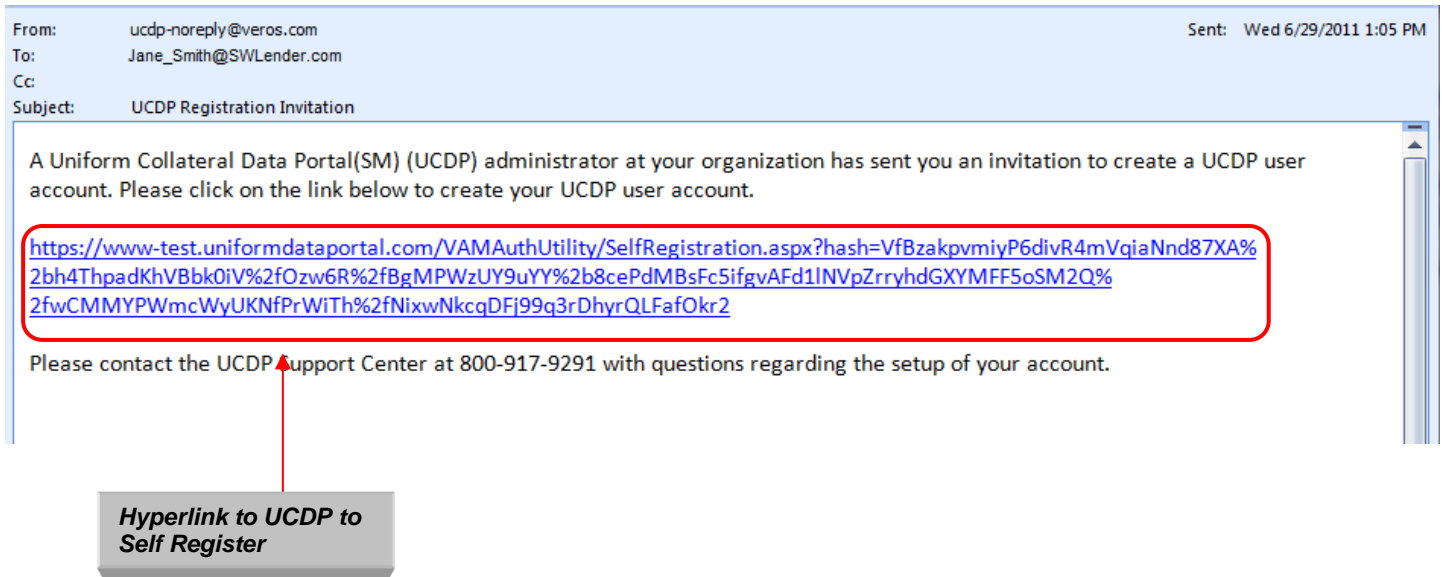 From: ucdp-noreply@veros.com Sent: Wed 6/29/2011 1:05 PM
To: Jane_Smith@SWLender.com
Cc:
Subject: UCDP Registration Invitation
A Uniform Collateral Data Portal(SM) (UCDP) administrator at your organization has sent you an invitation to create a UCDP user
account. Please click on the link below to create your UCDP user account.
https://www-test.uniformdataportal.com/VAMAuthUtility/SelfRegistration.aspx?hash=VfBzakpvmiyP6divR4mVqiaNnd87XA%
2bh4ThpadKhVBbk0iV%2fOzw6R%2fBgMPWzUY9uYY%2b8cePdMBsFc5ifgvAFd1lNVpZrryhdGXYMFF5oSM2Q%
2fwCMMYPWmcWyUKNfPrWiTh%2fNixwNkcqDFj99q3rDhyrQLFafOkr2
Please contact the UCDP Support Center at 800-917-9291 with questions regarding the setup of your account.
Hyperlink to UCDP to
Self Register